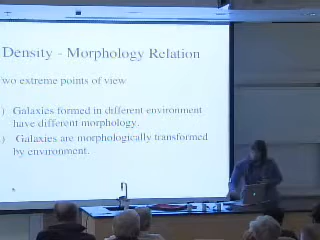 Density - Morphology Relation
wo extreme points of view
) Galaxies formed in different environment
have different morphology.
) Galaxies are morphologically transformed
by environment.